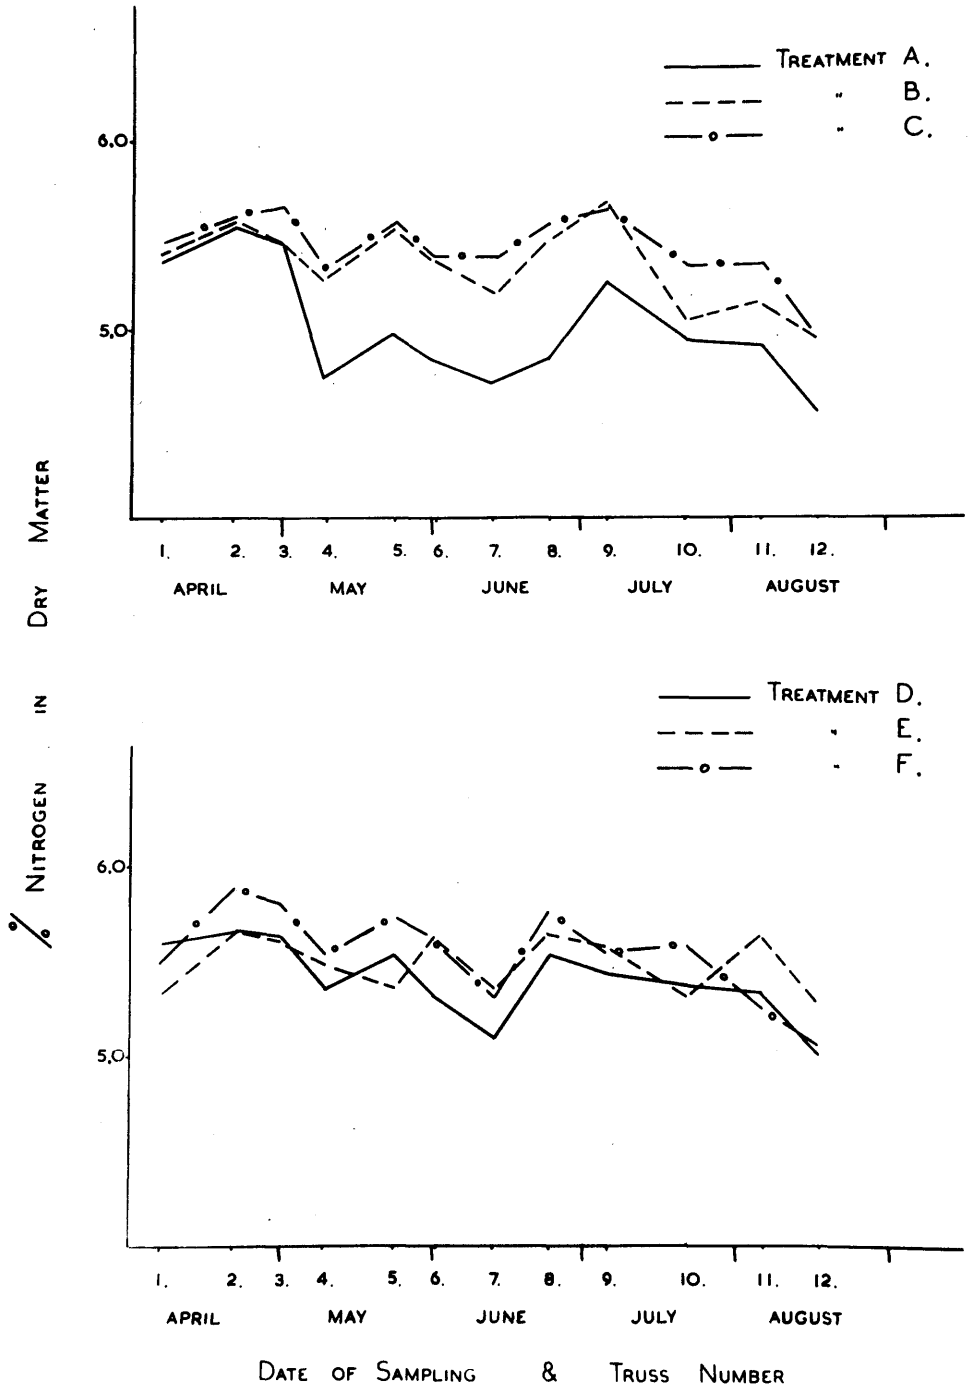 TREATMENT A.
" B.
" C.
6.0
5.0
1. 2. 3. 4. 5. 6. 7. 8. 9. 10. 11. 12.
APRIL MAY JUNE JULY AUGUST
% NITROGEN IN DRY MATTER
TREATMENT D.
" E.
" F.
6.0
5.0
1. 2. 3. 4. 5. 6. 7. 8. 9. 10. 11. 12.
APRIL MAY JUNE JULY AUGUST
DATE OF SAMPLING & TRUSS NUMBER